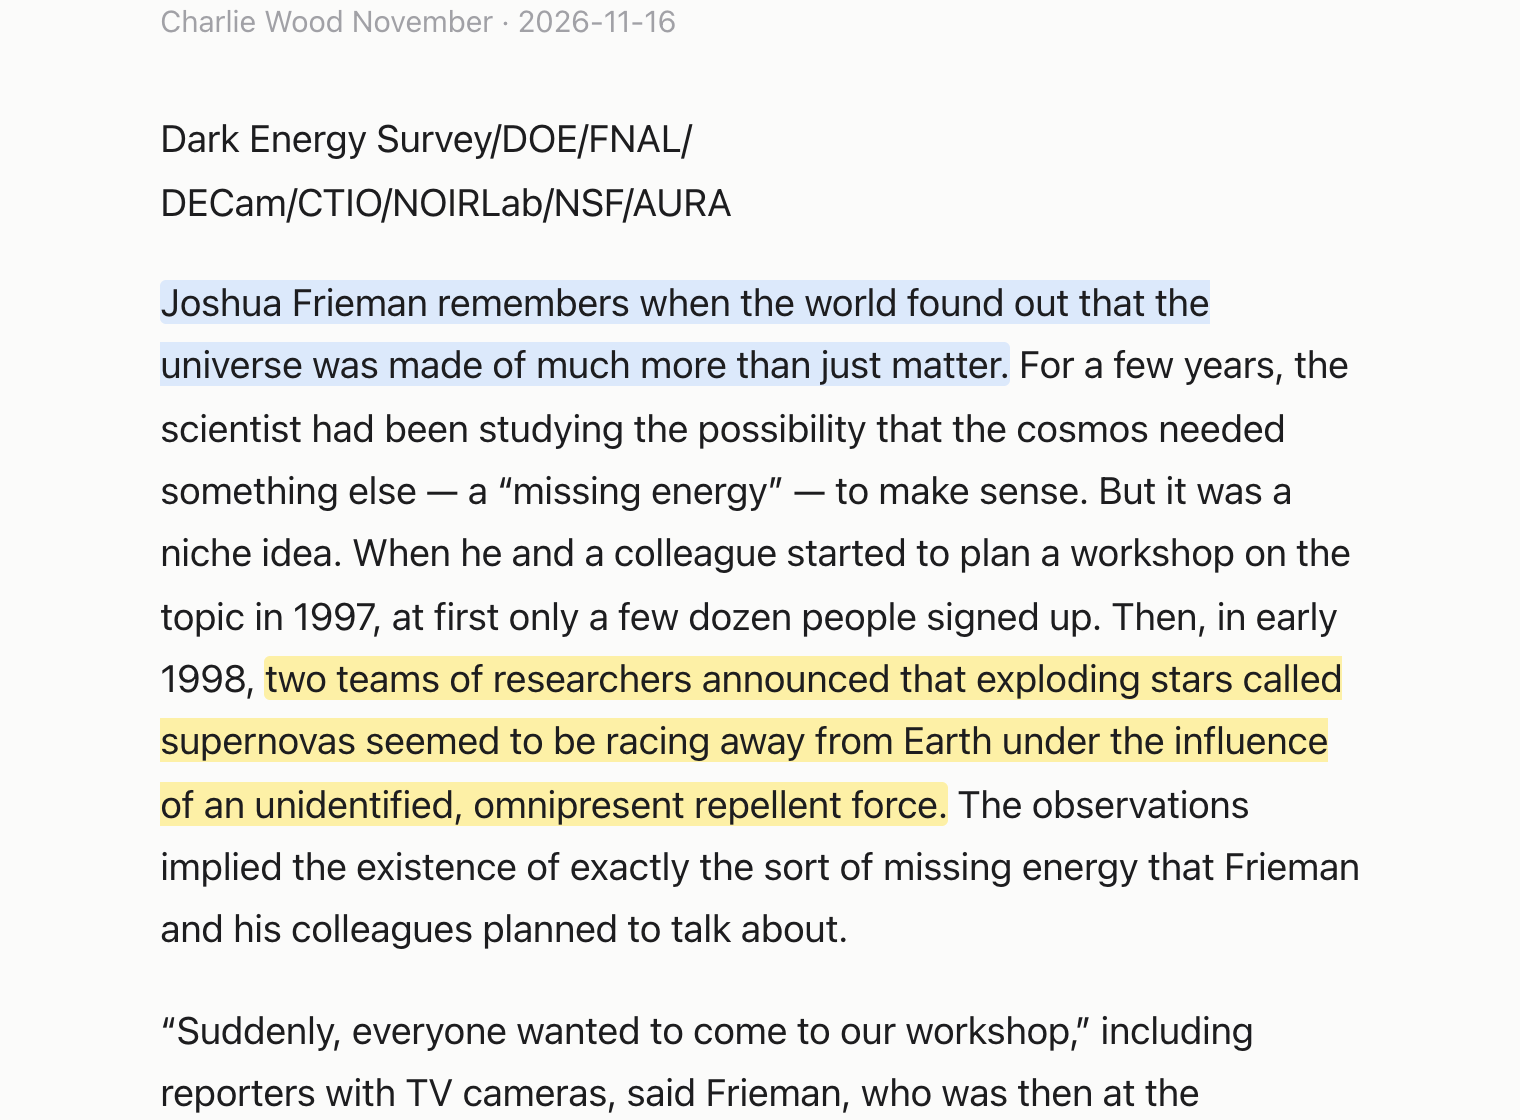 Charlie Wood November · 2026-11-16
Dark Energy Survey/DOE/FNAL/
DECam/CTIO/NOIRLab/NSF/AURA
Joshua Frieman remembers when the world found out that the
universe was made of much more than just matter. For a few years, the
scientist had been studying the possibility that the cosmos needed
something else — a “missing energy” — to make sense. But it was a
niche idea. When he and a colleague started to plan a workshop on the
topic in 1997, at first only a few dozen people signed up. Then, in early
1998, two teams of researchers announced that exploding stars called
supernovas seemed to be racing away from Earth under the influence
of an unidentified, omnipresent repellent force. The observations
implied the existence of exactly the sort of missing energy that Frieman
and his colleagues planned to talk about.
“Suddenly, everyone wanted to come to our workshop,” including
reporters with TV cameras, said Frieman, who was then at the